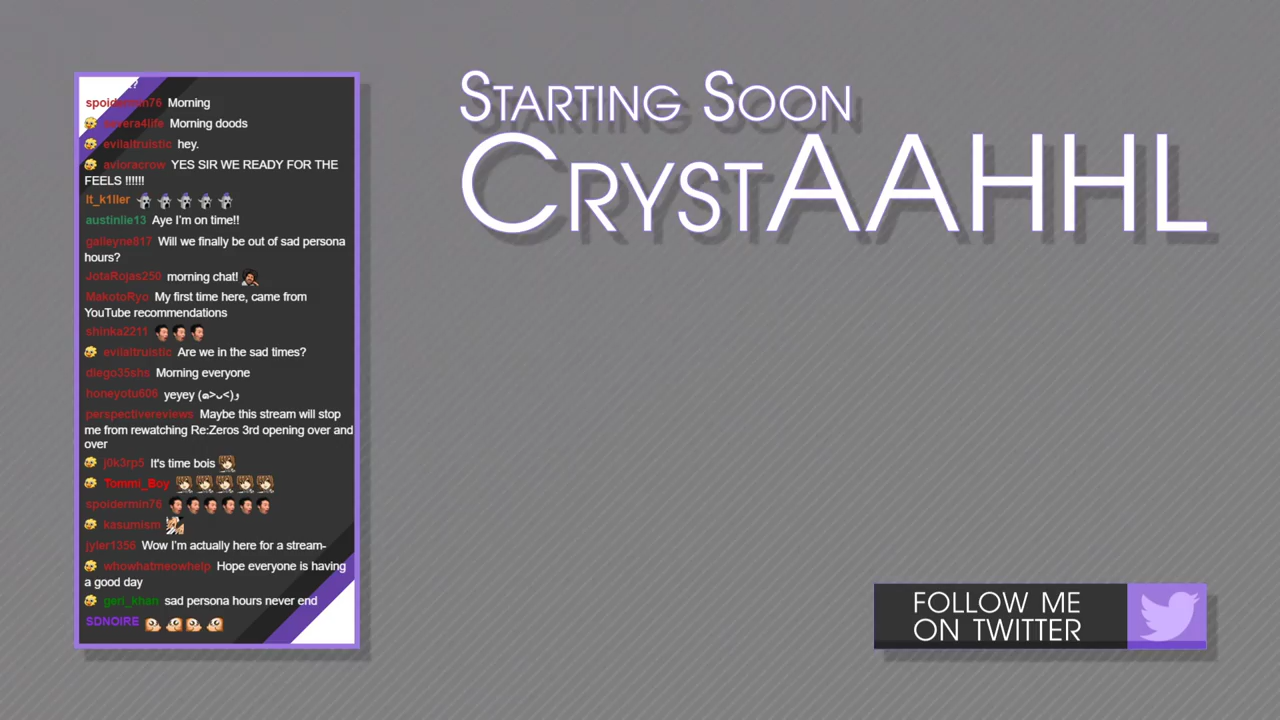 spoidermin76 Morning
Morning doods
evilaltruistic hey.
avioracrow YES SIR WE READY FOR THE
FEELS !!!!!!
lt_k1ller
austinlie13 Aye I'm on time!!
galleyne817 Will we finally be out of sad persona
hours?
JotaRojas250 morning chat!
MakotoRyo My first time here, came from
YouTube recommendations
shinka2211
evilaltruistic Are we in the sad times?
diego35shs Morning everyone
honeyotu606 yeyey (๑>ᴗ<)و
perspectivereviews Maybe this stream will stop
me from rewatching Re:Zeros 3rd opening over and
over
j0k3rp5 It's time bois
Tommi_Boy
spoidermin76
kasumism
jyler1356 Wow I'm actually here for a stream-
whowhatmeowhelp Hope everyone is having
a good day
geri_khan sad persona hours never end
SDNOIRE
STARTING SOON
CRYSTAAHHL
FOLLOW ME
ON TWITTER